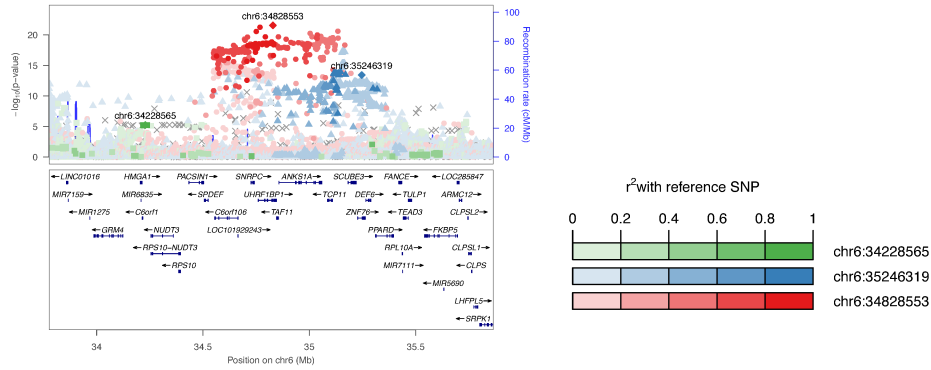 chr6:34828553
chr6:35246319
chr6:34228565
20
15
10
5
0
−log10(p−value)
100
80
60
40
20
0
Recombination rate (cM/Mb)
←LINC01016 HMGA1→ PACSIN1→ SNRPC→ ANKS1A→ SCUBE3→ FANCE→ ←LOC285847
MIR7159→ MIR6835→ ←SPDEF UHRF1BP1→ ←TCP11 DEF6→ ←TULP1 ARMC12→
←MIR1275 ←C6orf1 ←C6orf106 ←TAF11 ←ZNF76 ←TEAD3 CLPSL2→
←GRM4 ←NUDT3 LOC101929243→ PPARD→ ←FKBP5
←RPS10−NUDT3 RPL10A→ CLPSL1→
←RPS10 MIR7111→ ←CLPS
←MIR5690
LHFPL5→
←SRPK1
34 34.5 35 35.5
Position on chr6 (Mb)
r2with reference SNP
0 0.2 0.4 0.6 0.8 1
chr6:34228565
chr6:35246319
chr6:34828553